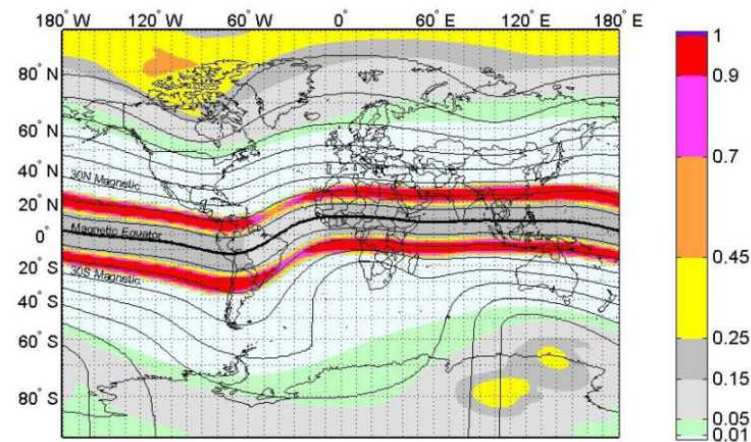 180° W 120° W 60° W 0° 60° E 120° E 180° E
80° N
60° N
40° N
20° N
0°
20° S
40° S
60° S
80° S
30N Magnetic
Magnetic Equator
30S Magnetic
1
0.9
0.7
0.45
0.25
0.15
0.05
0.01